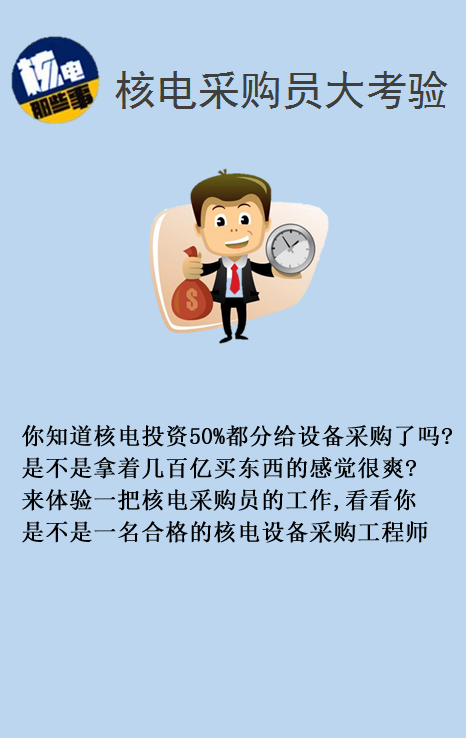 核电
那些事
核电采购员大考验
$
你知道核电投资50%都分给设备采购了吗?
是不是拿着几百亿买东西的感觉很爽?
来体验一把核电采购员的工作,看看你
是不是一名合格的核电设备采购工程师